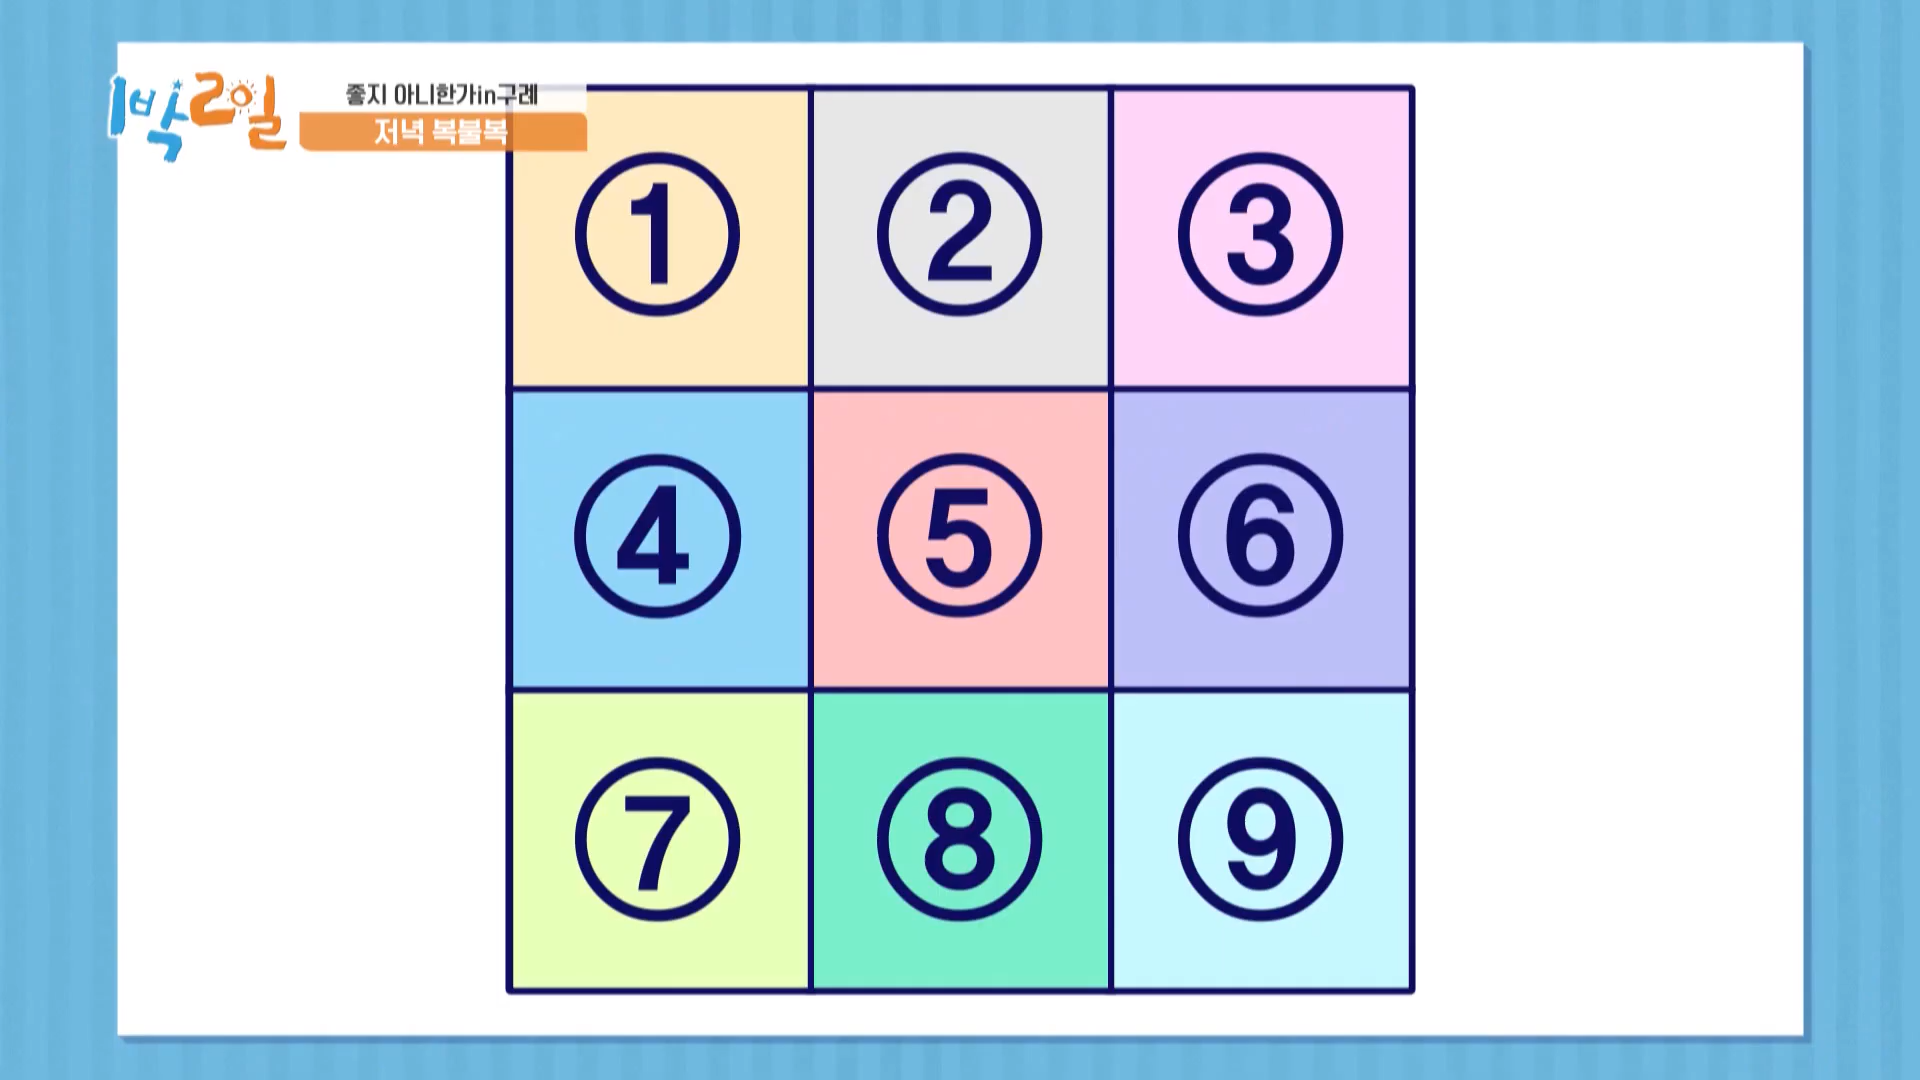 1박2일
좋지 아니한가in구례
저녁 복불복
① ② ③
④ ⑤ ⑥
⑦ ⑧ ⑨